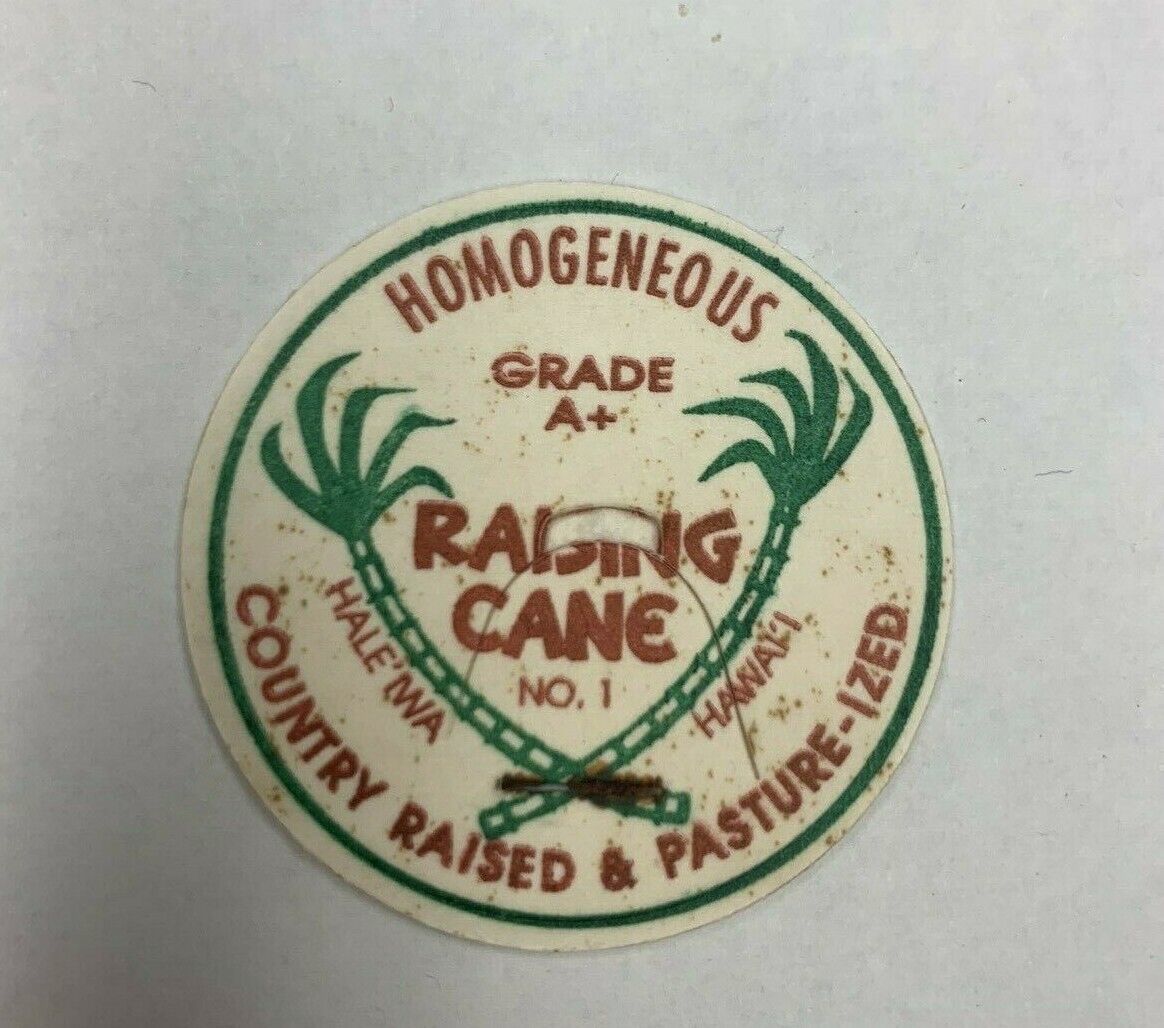 HOMOGENEOUS
GRADE
A+
RAISING
CANE
NO. 1
HALE'IWA
HAWAI'I
COUNTRY RAISED & PASTURE-IZED